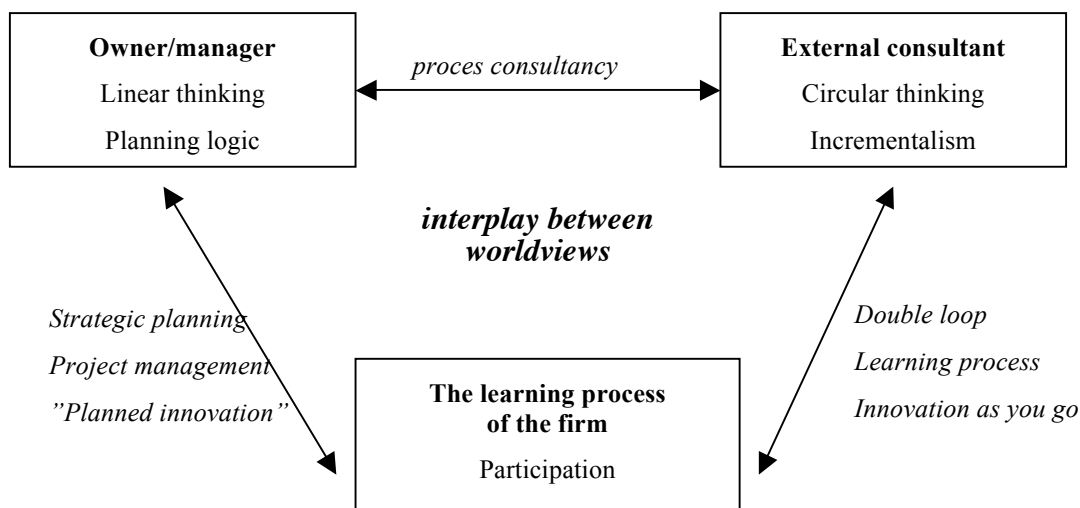 Owner/manager
Linear thinking
Planning logic
proces consultancy
External consultant
Circular thinking
Incrementalism
interplay between
worldviews
Strategic planning
Project management
”Planned innovation”
Double loop
Learning process
Innovation as you go
The learning process
of the firm
Participation